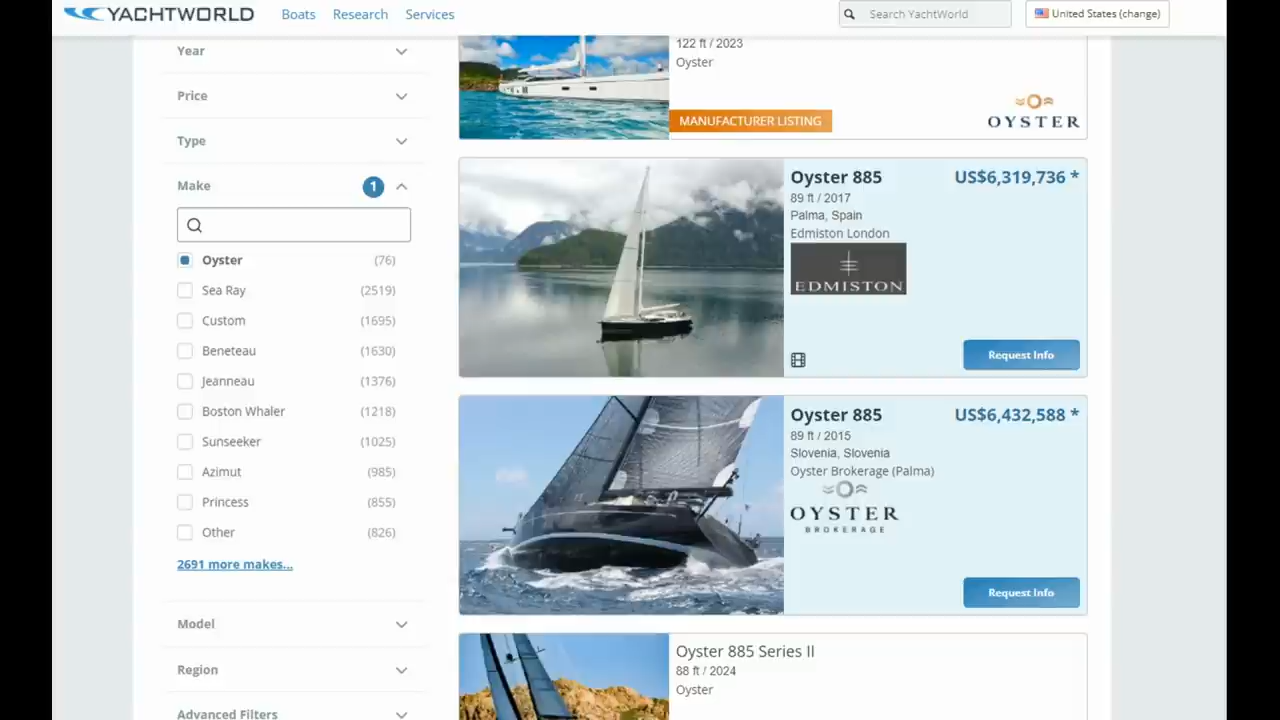 YACHTWORLD
Boats
Research
Services
Search YachtWorld
United States (change)
Year
Price
Type
Make
1
Oyster (76)
Sea Ray (2519)
Custom (1695)
Beneteau (1630)
Jeanneau (1376)
Boston Whaler (1218)
Sunseeker (1025)
Azimut (985)
Princess (855)
Other (826)
2691 more makes...
Model
Region
Advanced Filters
122 ft / 2023
Oyster
MANUFACTURER LISTING
OYSTER
Oyster 885
US$6,319,736 *
89 ft / 2017
Palma, Spain
Edmiston London
EDMISTON
Request Info
Oyster 885
US$6,432,588 *
89 ft / 2015
Slovenia, Slovenia
Oyster Brokerage (Palma)
OYSTER
BROKERAGE
Request Info
Oyster 885 Series II
88 ft / 2024
Oyster